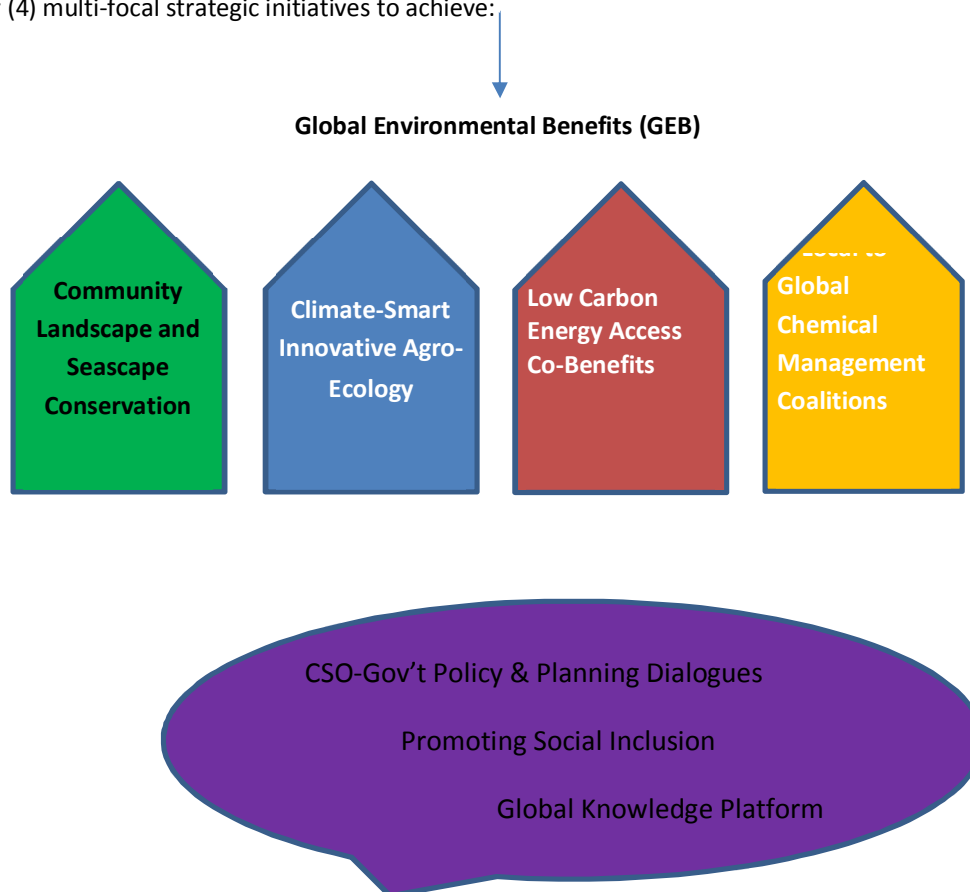 (4) multi-focal strategic initiatives to achieve:
Global Environmental Benefits (GEB)
Community
Landscape and
Seascape
Conservation
Climate-Smart
Innovative Agro-
Ecology
Low Carbon
Energy Access
Co-Benefits
Local to
Global
Chemical
Management
Coalitions
CSO-Gov’t Policy & Planning Dialogues
Promoting Social Inclusion
Global Knowledge Platform